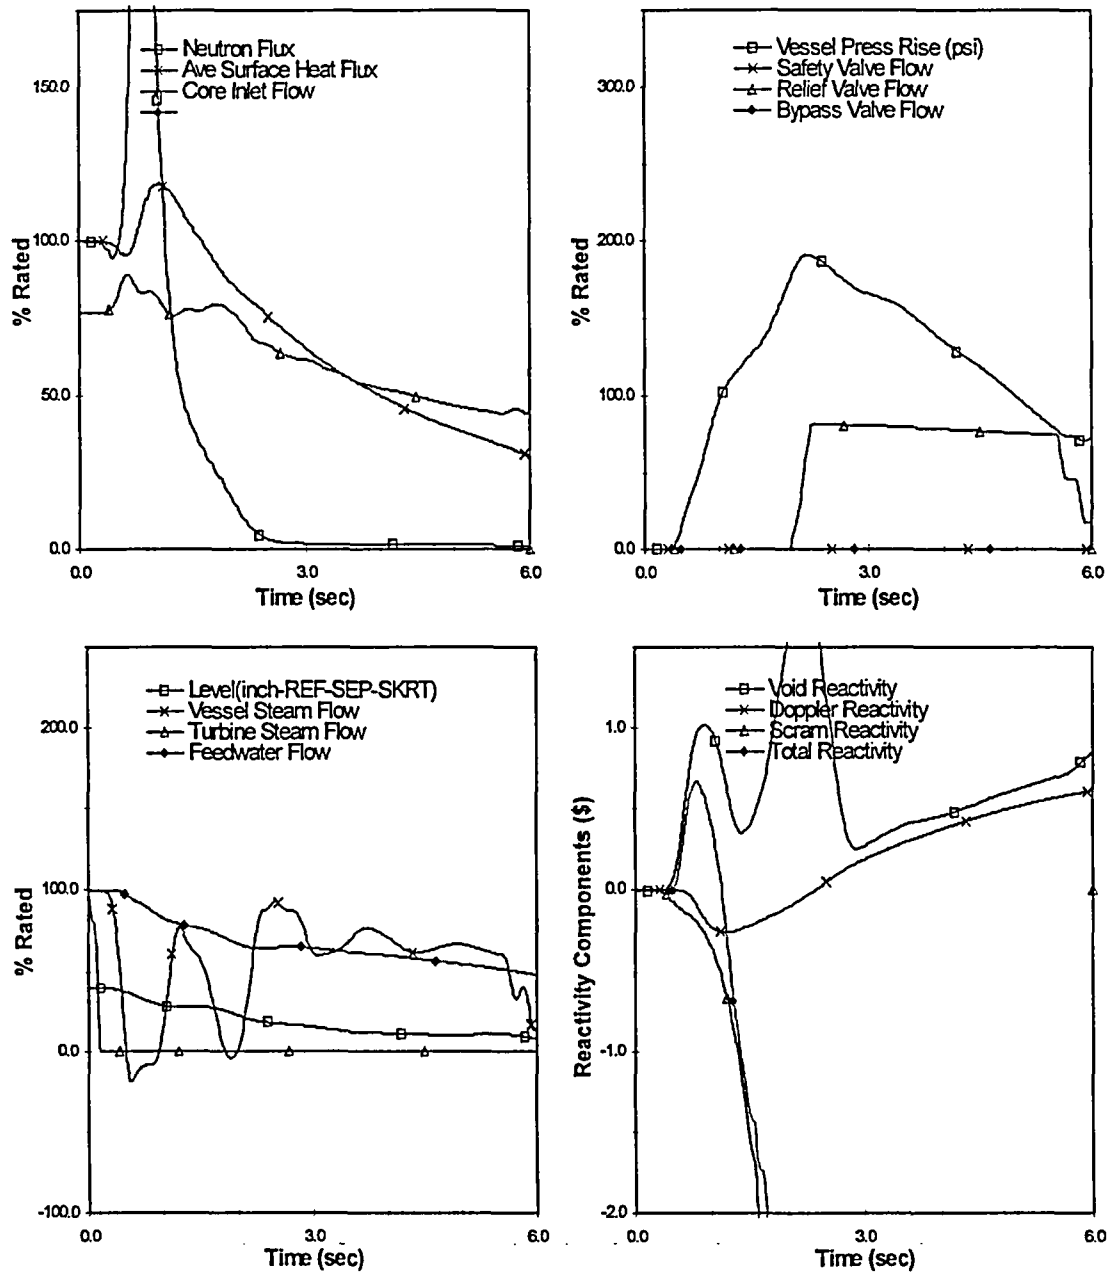 150.0
100.0
50.0
0.0
% Rated
Neutron Flux
Ave Surface Heat Flux
Core Inlet Flow
0.0
3.0
6.0
Time (sec)
300.0
200.0
100.0
0.0
% Rated
Vessel Press Rise (psi)
Safety Valve Flow
Relief Valve Flow
Bypass Valve Flow
0.0
3.0
6.0
Time (sec)
200.0
100.0
0.0
-100.0
% Rated
Level(inch-REF-SEP-SKRT)
Vessel Steam Flow
Turbine Steam Flow
Feedwater Flow
0.0
3.0
6.0
Time (sec)
1.0
0.0
-1.0
-2.0
Reactivity Components ($)
Void Reactivity
Doppler Reactivity
Scram Reactivity
Total Reactivity
0.0
3.0
6.0
Time (sec)